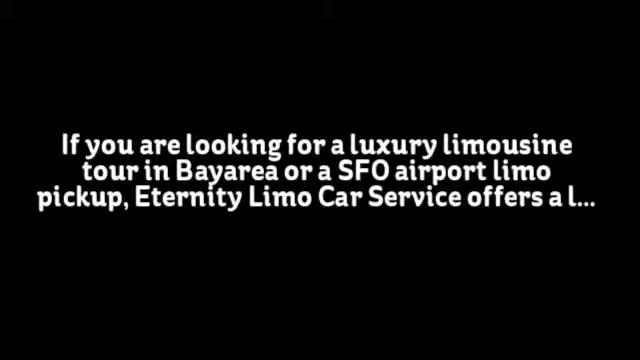 If you are looking for a luxury limousine
tour in Bayarea or a SFO airport limo
pickup, Eternity Limo Car Service offers a l...